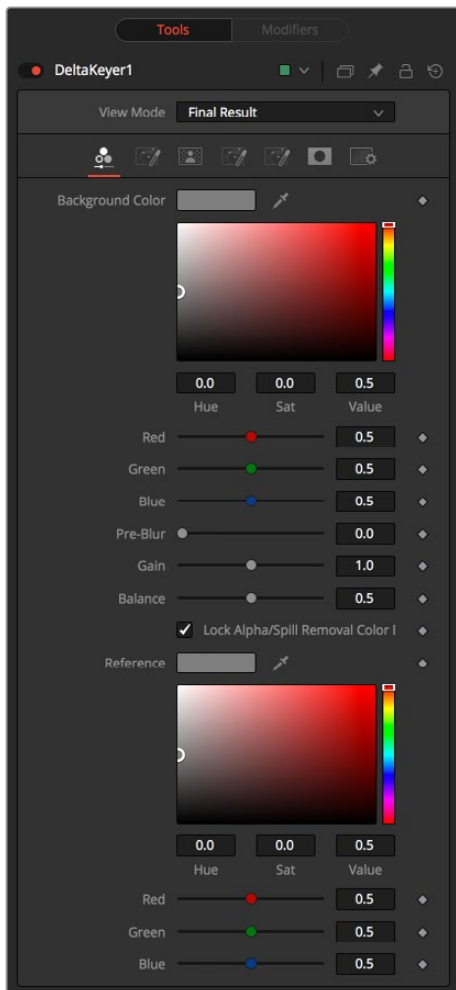 Tools Modifiers
DeltaKeyer1
View Mode Final Result
Background Color
0.0 0.0 0.5
Hue Sat Value
Red 0.5
Green 0.5
Blue 0.5
Pre-Blur 0.0
Gain 1.0
Balance 0.5
Lock Alpha/Spill Removal Color
Reference
0.0 0.0 0.5
Hue Sat Value
Red 0.5
Green 0.5
Blue 0.5